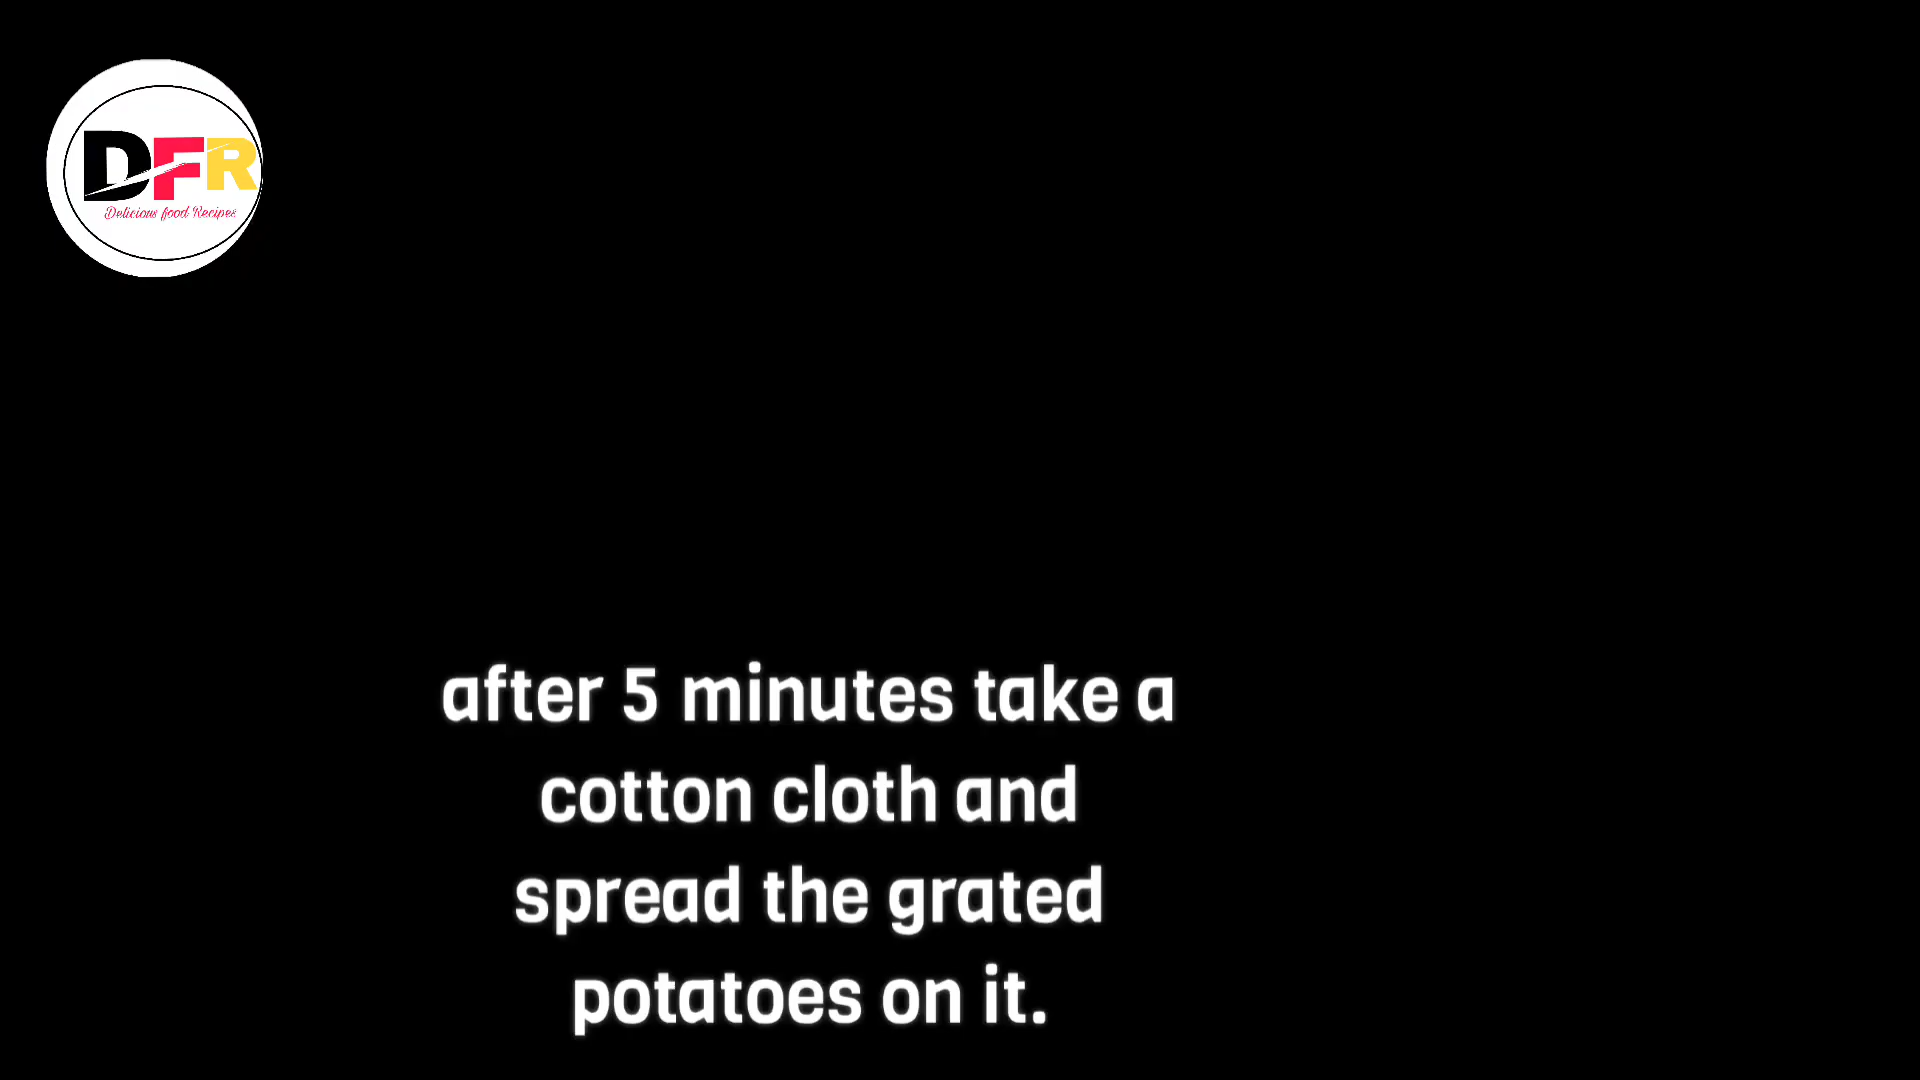 DFR
Delicious food Recipes
after 5 minutes take a
cotton cloth and
spread the grated
potatoes on it.